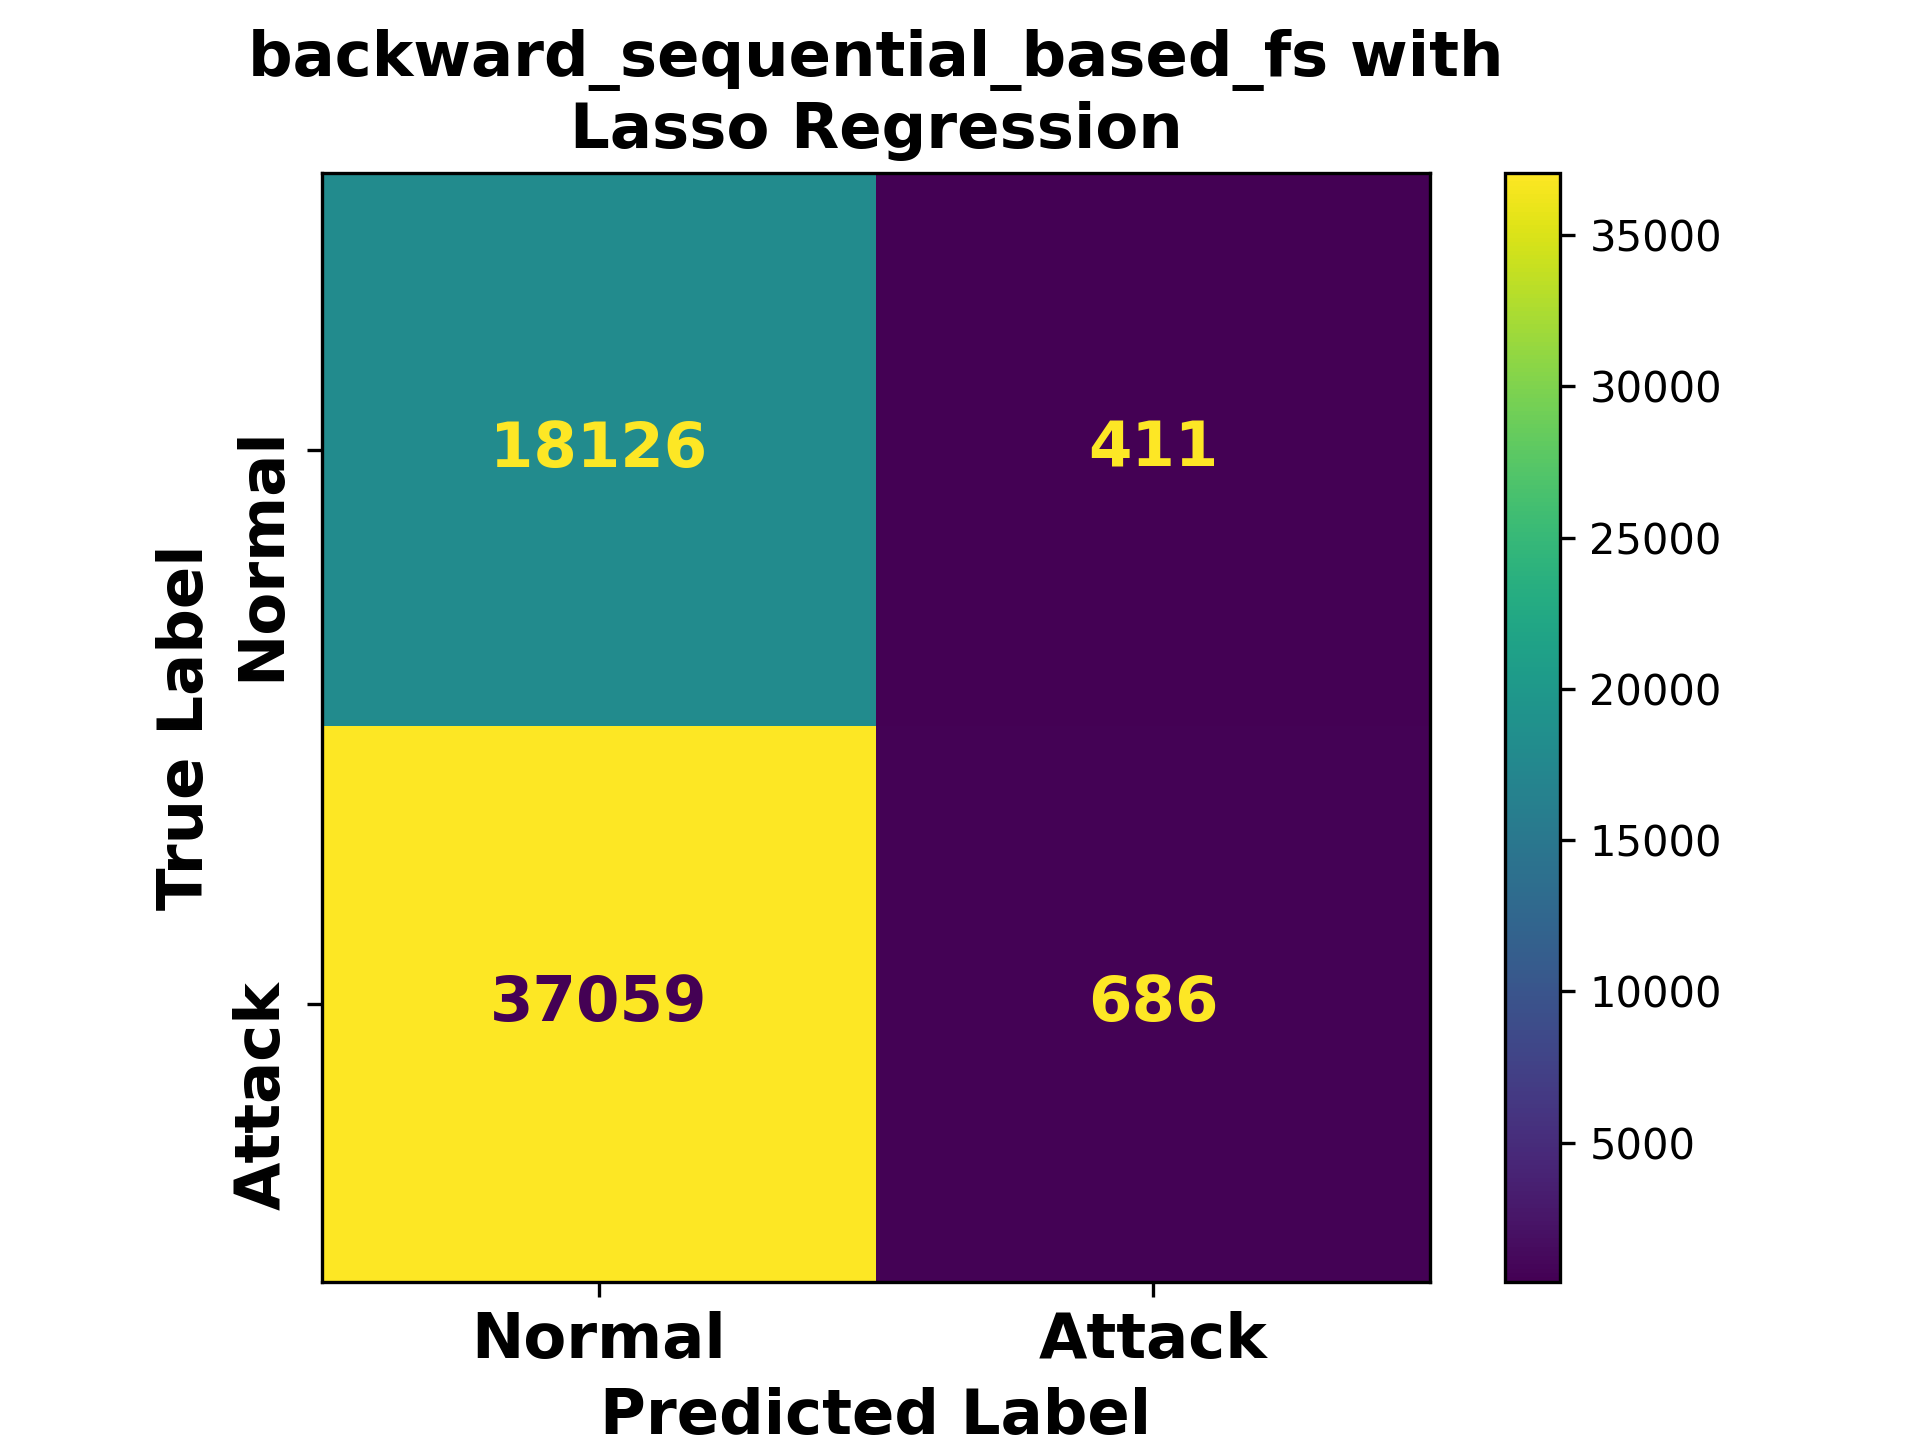 backward_sequential_based_fs with
Lasso Regression
True Label
Normal
Attack
18126
411
37059
686
Normal
Attack
Predicted Label
35000
30000
25000
20000
15000
10000
5000